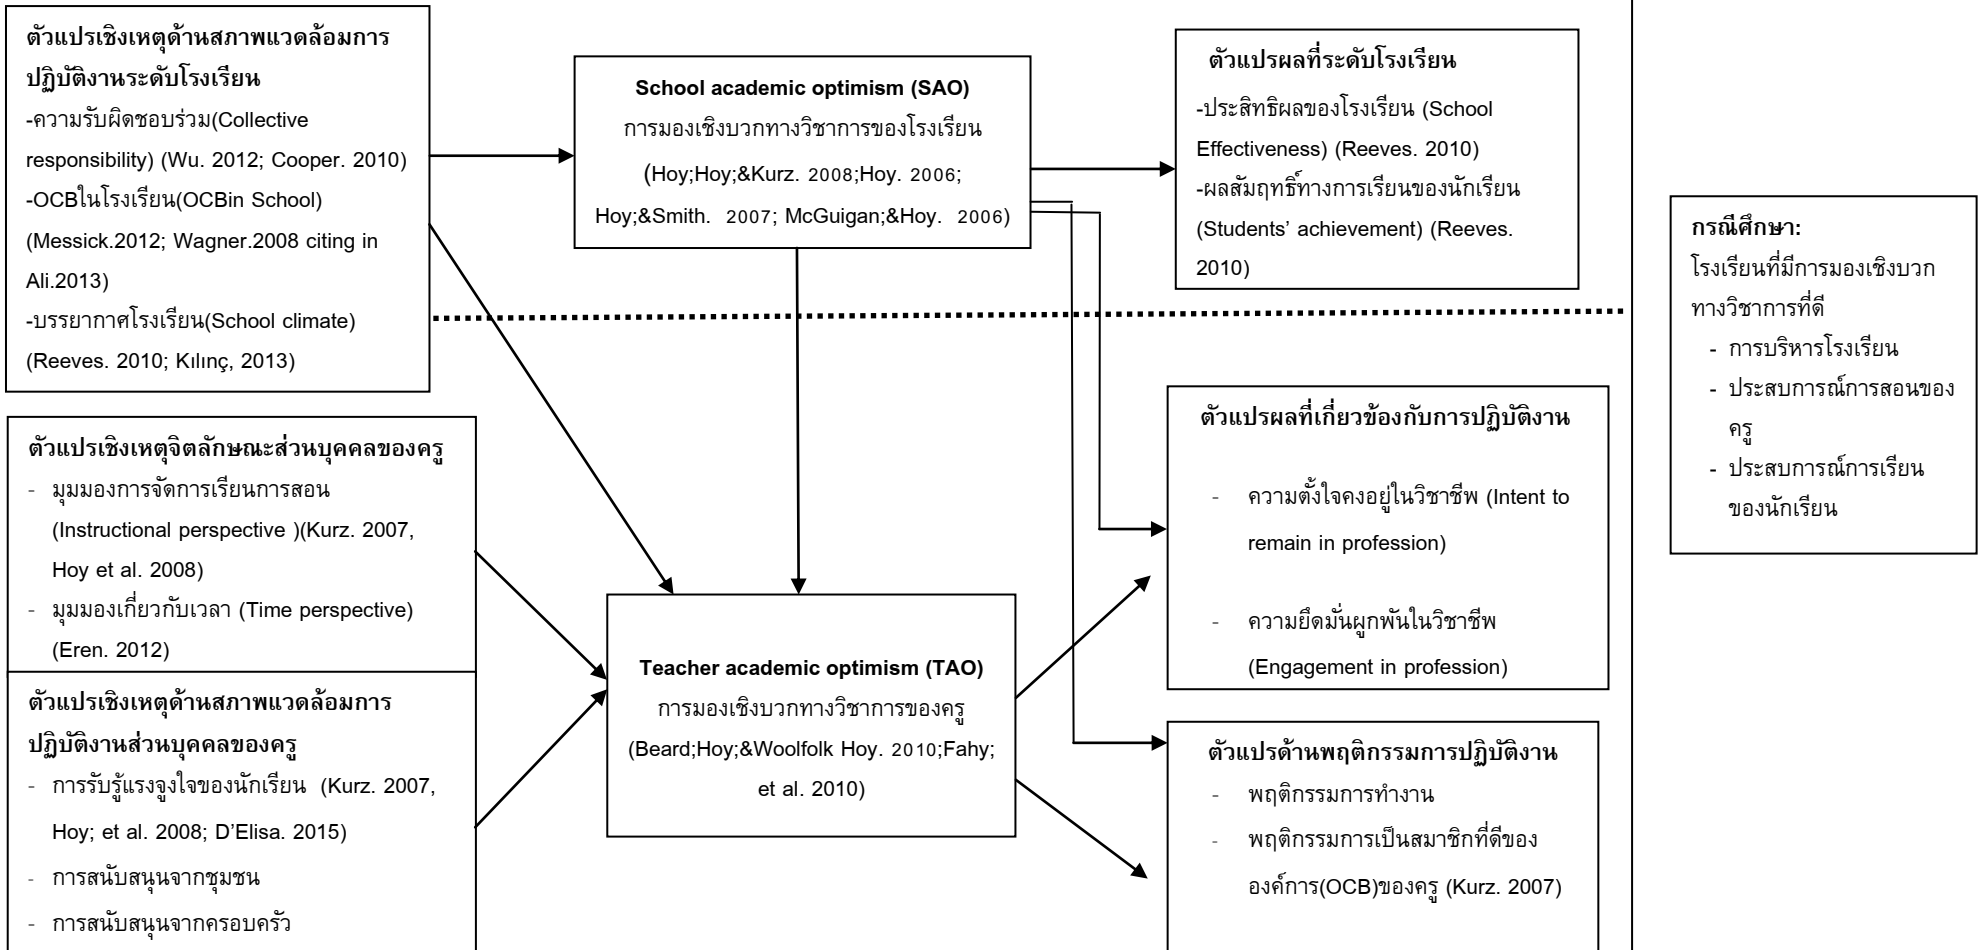 ตัวแปรเชิงเหตุด้านสภาพแวดล้อมการ
ปฏิบัติงานระดับโรงเรียน
-ความรับผิดชอบร่วม(Collective
responsibility) (Wu. 2012; Cooper. 2010)
-OCBในโรงเรียน(OCBin School)
(Messick.2012; Wagner.2008 citing in
Ali.2013)
-บรรยากาศโรงเรียน(School climate)
(Reeves. 2010; Kılınç, 2013)
ตัวแปรเชิงเหตุจิตลักษณะส่วนบุคคลของครู
- มุมมองการจัดการเรียนการสอน
(Instructional perspective )(Kurz. 2007,
Hoy et al. 2008)
- มุมมองเกี่ยวกับเวลา (Time perspective)
(Eren. 2012)
ตัวแปรเชิงเหตุด้านสภาพแวดล้อมการ
ปฏิบัติงานส่วนบุคคลของครู
- การรับรู้แรงจูงใจของนักเรียน (Kurz. 2007,
Hoy; et al. 2008; D’Elisa. 2015)
- การสนับสนุนจากชุมชน
- การสนับสนุนจากครอบครัว
School academic optimism (SAO)
การมองเชิงบวกทางวิชาการของโรงเรียน
(Hoy;Hoy;&Kurz. 2008;Hoy. 2006;
Hoy;&Smith. 2007; McGuigan;&Hoy. 2006)
Teacher academic optimism (TAO)
การมองเชิงบวกทางวิชาการของครู
(Beard;Hoy;&Woolfolk Hoy. 2010;Fahy;
et al. 2010)
ตัวแปรผลที่ระดับโรงเรียน
-ประสิทธิผลของโรงเรียน (School
Effectiveness) (Reeves. 2010)
-ผลสัมฤทธิ์ทางการเรียนของนักเรียน
(Students’ achievement) (Reeves.
2010)
ตัวแปรผลที่เกี่ยวข้องกับการปฏิบัติงาน
- ความตั้งใจคงอยู่ในวิชาชีพ (Intent to
remain in profession)
- ความยึดมั่นผูกพันในวิชาชีพ
(Engagement in profession)
ตัวแปรด้านพฤติกรรมการปฏิบัติงาน
- พฤติกรรมการทำงาน
- พฤติกรรมการเป็นสมาชิกที่ดีของ
องค์การ(OCB)ของครู (Kurz. 2007)
กรณีศึกษา:
โรงเรียนที่มีการมองเชิงบวก
ทางวิชาการที่ดี
- การบริหารโรงเรียน
- ประสบการณ์การสอนของ
ครู
- ประสบการณ์การเรียน
ของนักเรียน